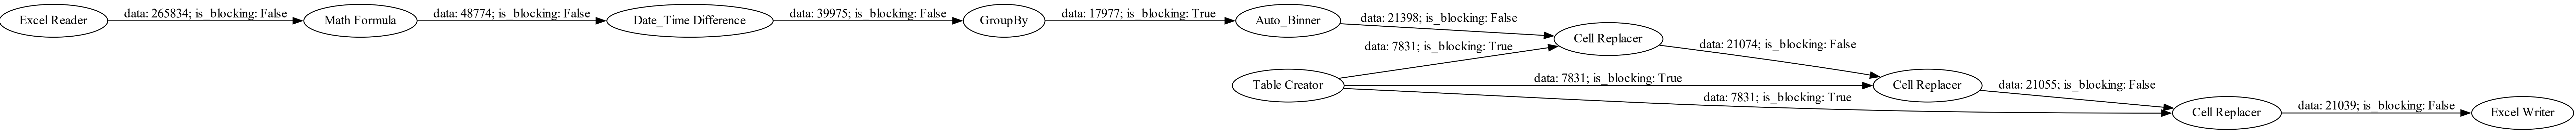 Excel Reader
data: 265834; is_blocking: False
Math Formula
data: 48774; is_blocking: False
Date_Time Difference
data: 39975; is_blocking: False
GroupBy
data: 17977; is_blocking: True
Auto_Binner
data: 21398; is_blocking: False
Cell Replacer
data: 7831; is_blocking: True
data: 21074; is_blocking: False
Table Creator
data: 7831; is_blocking: True
Cell Replacer
data: 21055; is_blocking: False
data: 7831; is_blocking: True
Cell Replacer
data: 21039; is_blocking: False
Excel Writer